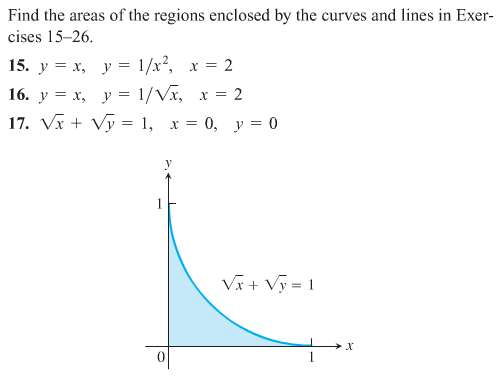 Find the areas of the regions enclosed by the curves and lines in Exer-
cises 15–26.
15. y = x, y = 1/x², x = 2
16. y = x, y = 1/√x, x = 2
17. √x + √y = 1, x = 0, y = 0
y
1
√x + √y = 1
x
0
1